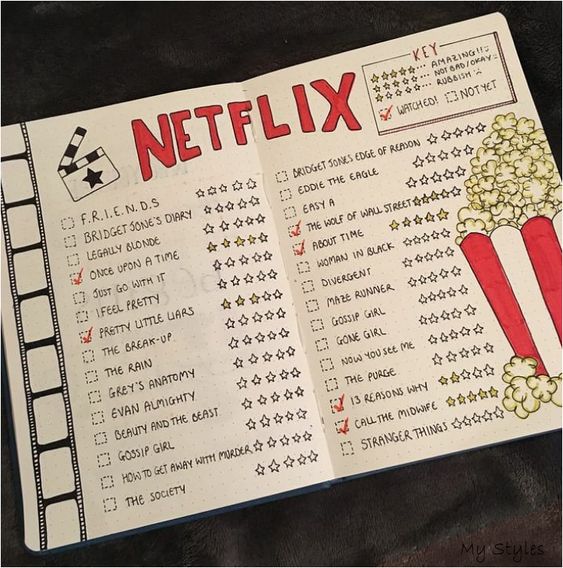 NETFLIX
KEY
AMAZING!!
NOT BAD/OKAY
RUBBISH
WATCHED! NOT YET
F.R.I.E.N.D.S
BRIDGET JONE'S DIARY
LEGALLY BLONDE
ONCE UPON A TIME
JUST GO WITH IT
I FEEL PRETTY
PRETTY LITTLE LIARS
THE BREAK-UP
THE RAIN
GREY'S ANATOMY
EVAN ALMIGHTY
BEAUTY AND THE BEAST
GOSSIP GIRL
HOW TO GET AWAY WITH MURDER
THE SOCIETY
BRIDGET JONE'S EDGE OF REASON
EDDIE THE EAGLE
EASY A
THE WOLF OF WALL STREET
ABOUT TIME
WOMAN IN BLACK
DIVERGENT
MAZE RUNNER
GOSSIP GIRL
GONE GIRL
NOW YOU SEE ME
THE PURGE
13 REASONS WHY
CALL THE MIDWIFE
STRANGER THINGS
My Styles